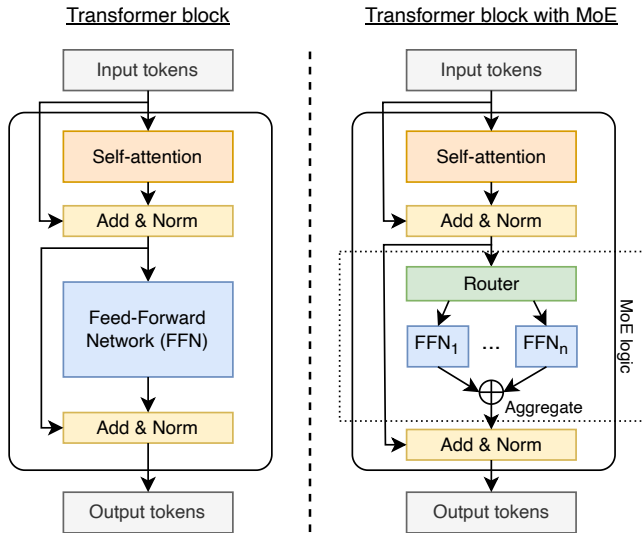 Transformer block
Input tokens
Self-attention
Add & Norm
Feed-Forward
Network (FFN)
Add & Norm
Output tokens
Transformer block with MoE
Input tokens
Self-attention
Add & Norm
Router
FFN₁ ... FFNₙ
Aggregate
MoE logic
Add & Norm
Output tokens